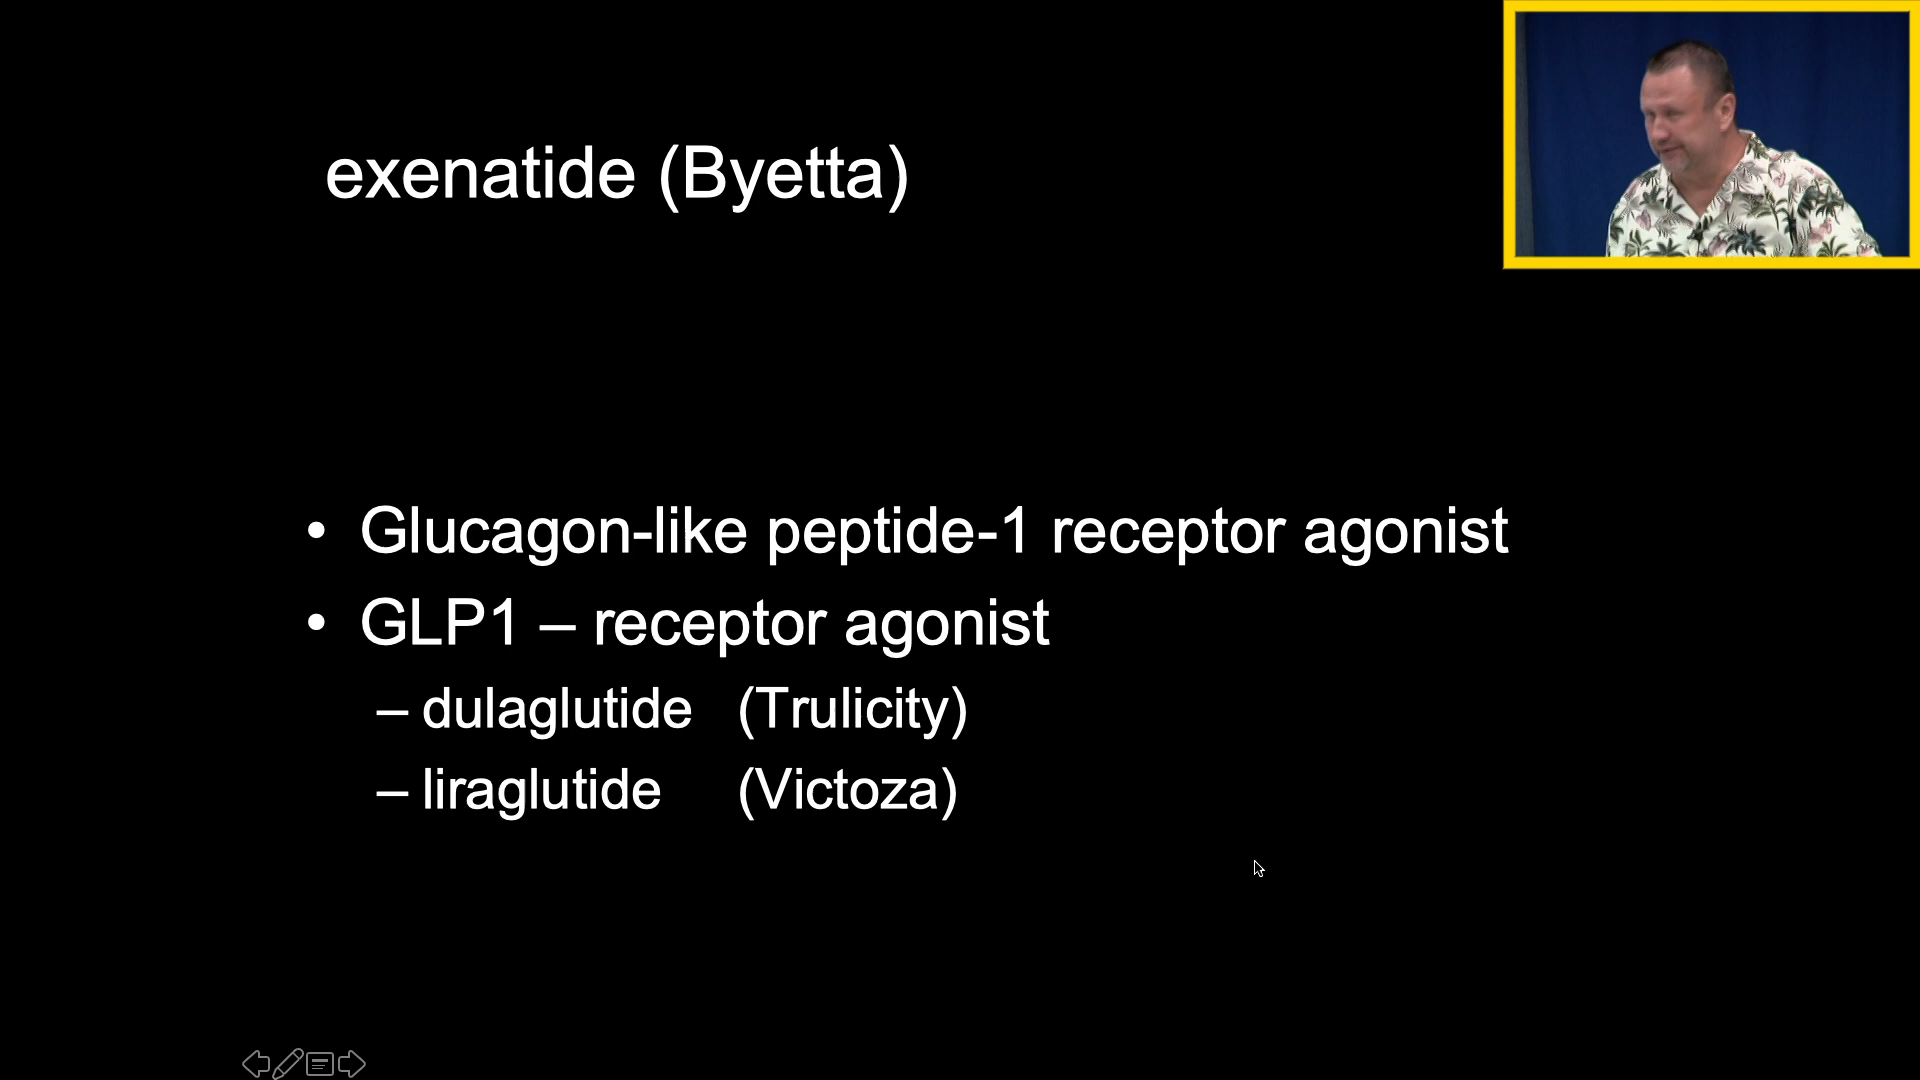 exenatide (Byetta)
• Glucagon-like peptide-1 receptor agonist
• GLP1 – receptor agonist
– dulaglutide (Trulicity)
– liraglutide (Victoza)